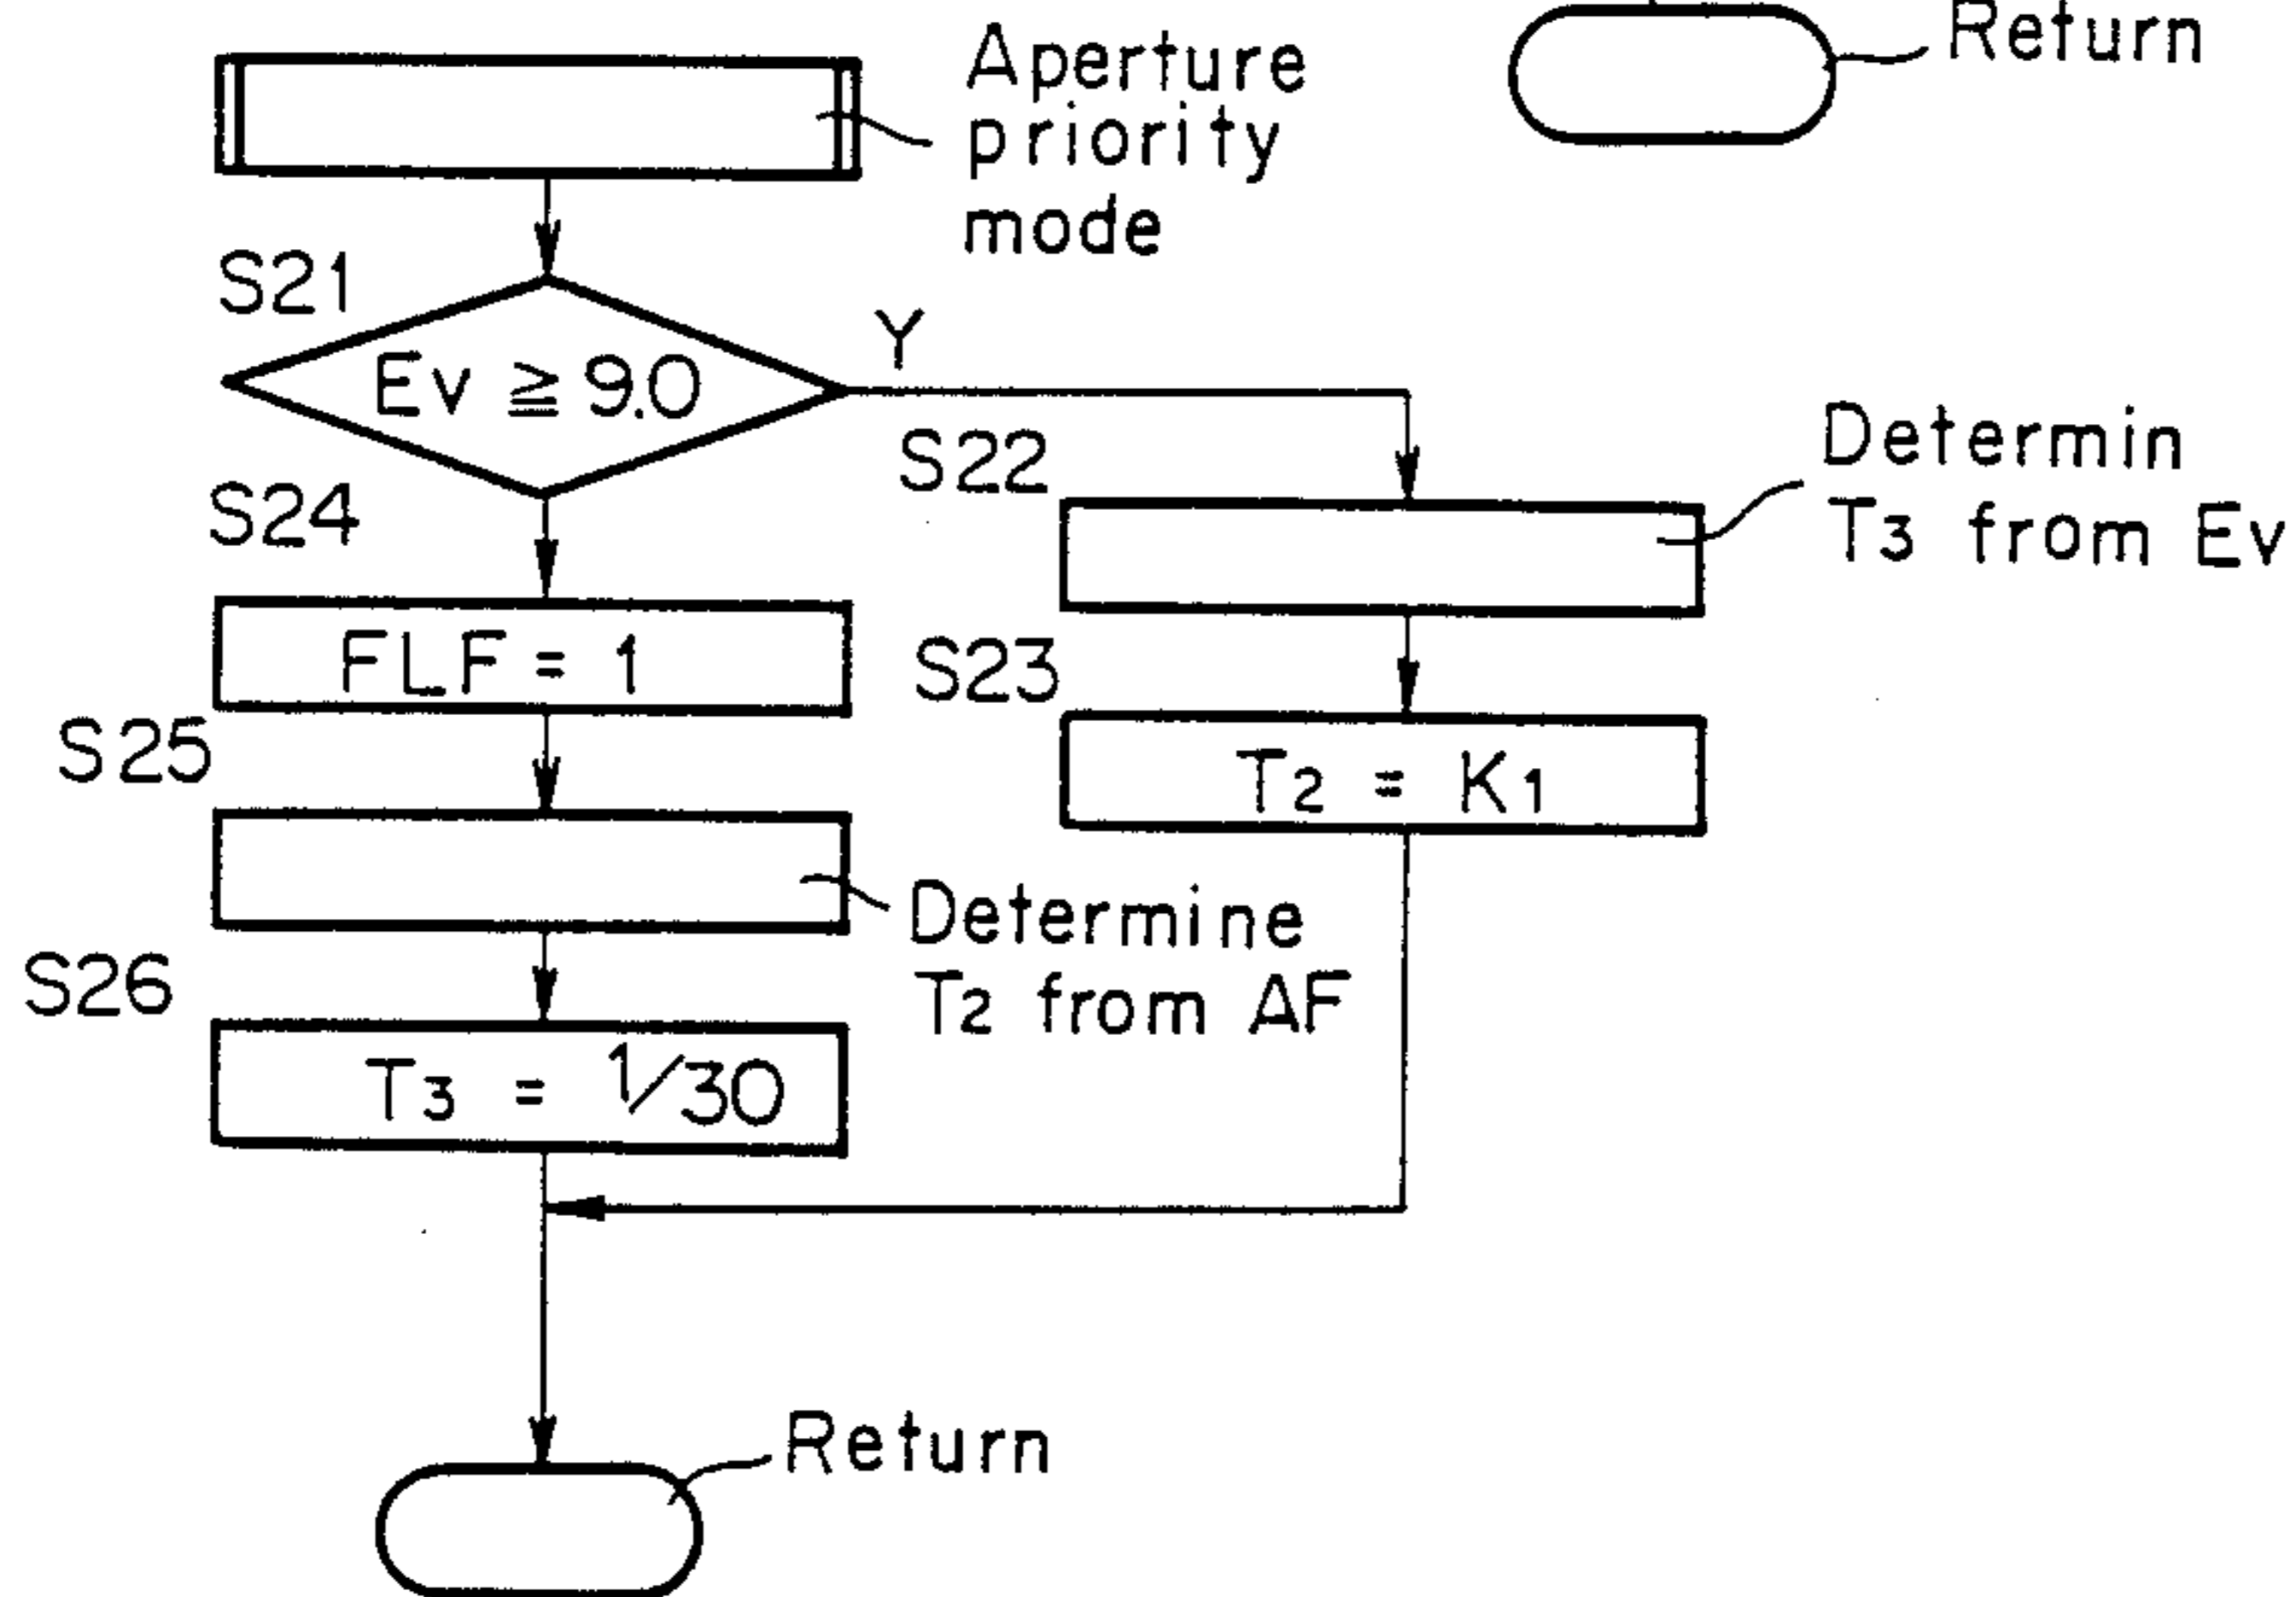 Return
Aperture
priority
mode
S21
Ev ≧ 9.0
Y
S22
Determin
T3 from Ev
S24
FLF = 1
S23
T2 = K1
S25
Determine
T2 from AF
S26
T3 = 1/30
Return